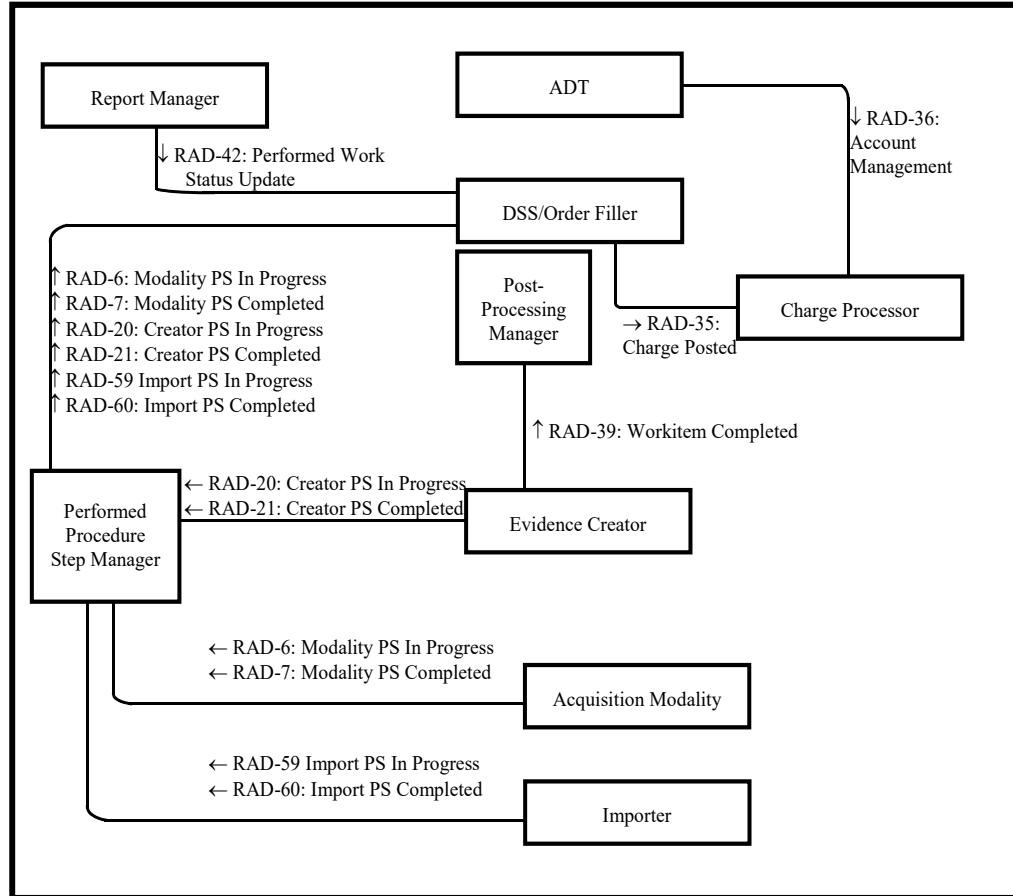 ADT
Report Manager
↓ RAD-36:
Account
Management
↓ RAD-42: Performed Work
Status Update
DSS/Order Filler
↑ RAD-6: Modality PS In Progress
↑ RAD-7: Modality PS Completed
↑ RAD-20: Creator PS In Progress
↑ RAD-21: Creator PS Completed
↑ RAD-59 Import PS In Progress
↑ RAD-60: Import PS Completed
Post-
Processing
Manager
→ RAD-35:
Charge Posted
Charge Processor
↑ RAD-39: Workitem Completed
← RAD-20: Creator PS In Progress
← RAD-21: Creator PS Completed
Performed
Procedure
Step Manager
Evidence Creator
← RAD-6: Modality PS In Progress
← RAD-7: Modality PS Completed
Acquisition Modality
← RAD-59 Import PS In Progress
← RAD-60: Import PS Completed
Importer